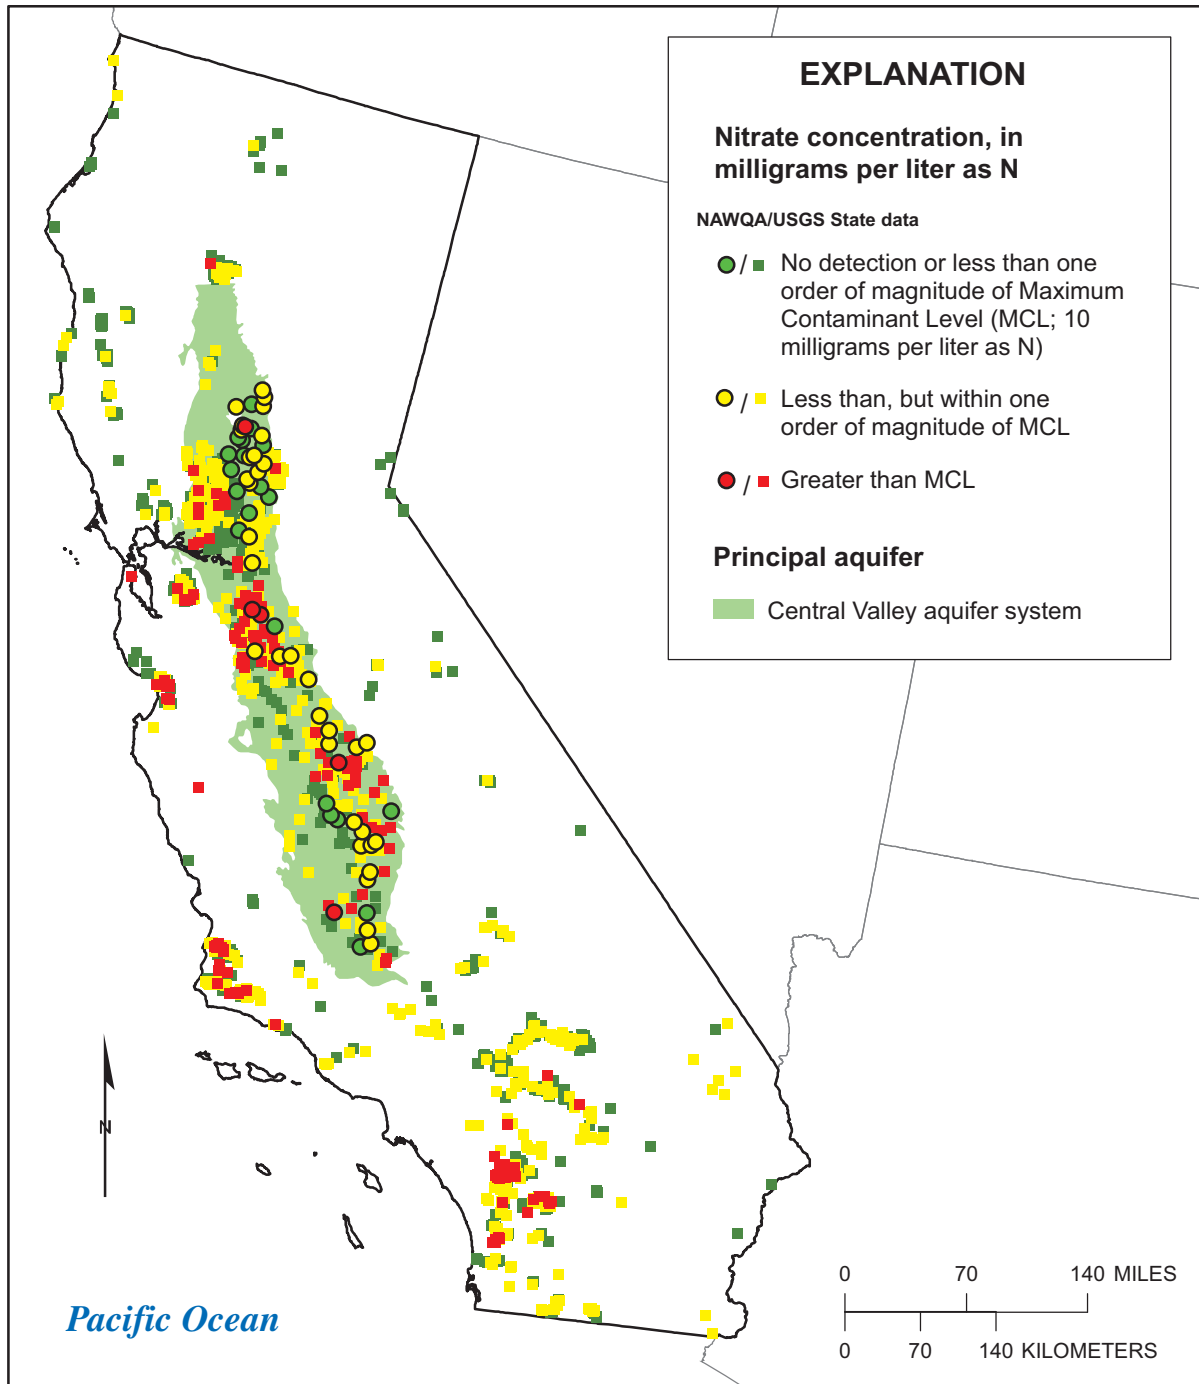 EXPLANATION
Nitrate concentration, in
milligrams per liter as N
NAWQA/USGS State data
/ No detection or less than one
order of magnitude of Maximum
Contaminant Level (MCL; 10
milligrams per liter as N)
/ Less than, but within one
order of magnitude of MCL
/ Greater than MCL
Principal aquifer
Central Valley aquifer system
N
Pacific Ocean
0 70 140 MILES
0 70 140 KILOMETERS